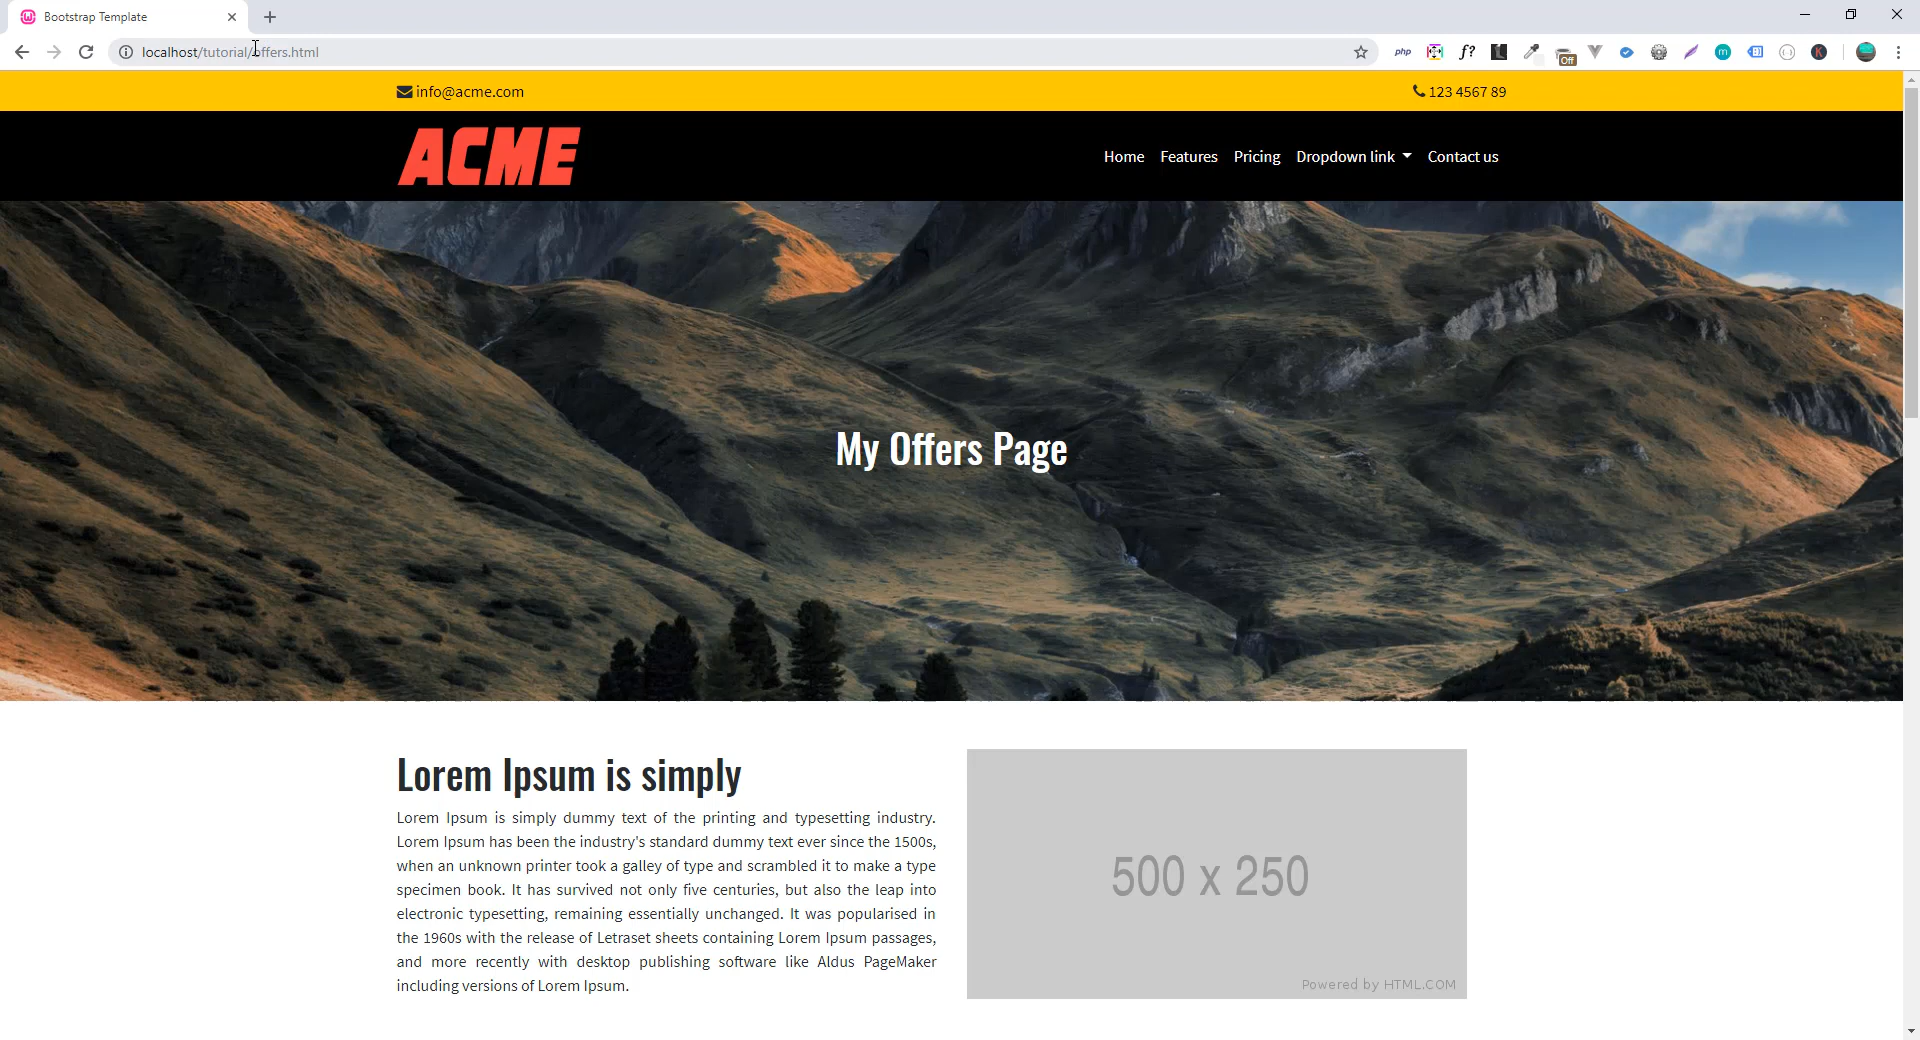 Bootstrap Template
localhost/tutorial/offers.html
php
f?
m
K
Off
info@acme.com
123 4567 89
ACME
Home Features Pricing Dropdown link Contact us
My Offers Page
Lorem Ipsum is simply
Lorem Ipsum is simply dummy text of the printing and typesetting industry.
Lorem Ipsum has been the industry's standard dummy text ever since the 1500s,
when an unknown printer took a galley of type and scrambled it to make a type
specimen book. It has survived not only five centuries, but also the leap into
electronic typesetting, remaining essentially unchanged. It was popularised in
the 1960s with the release of Letraset sheets containing Lorem Ipsum passages,
and more recently with desktop publishing software like Aldus PageMaker
including versions of Lorem Ipsum.
500 x 250
Powered by HTML.COM